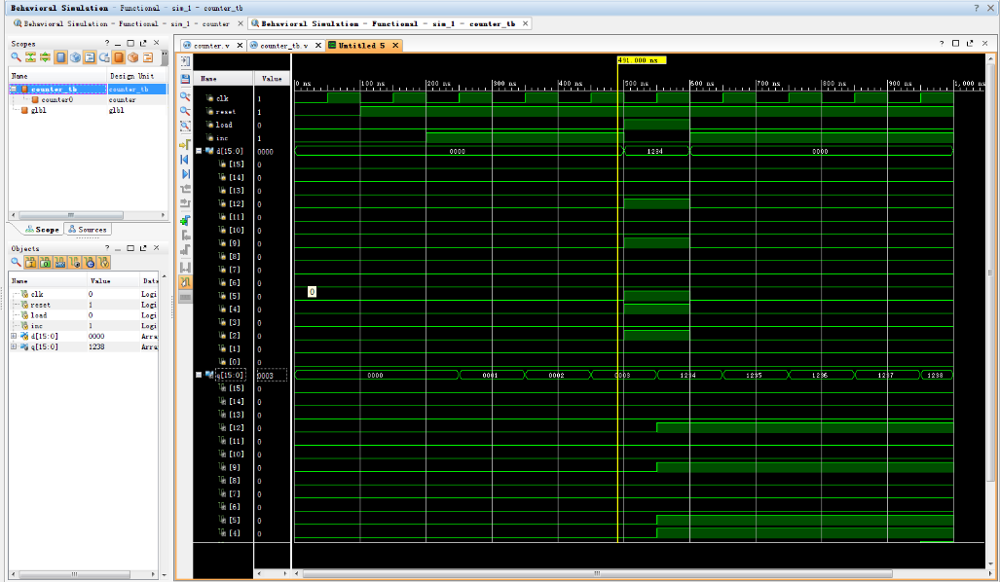 Behavioral Simulation - Functional - sim_1 - counter_tb
Behavioral Simulation - Functional - sim_1 - counter
Behavioral Simulation - Functional - sim_1 - counter_tb
Scopes
Name Design Unit
counter_tb counter_tb
counter0 counter
glbl glbl
Scope Sources
Objects
Name Value Data
clk 0 Logi
reset 1 Logi
load 0 Logi
inc 1 Logi
d[15:0] 0000 Arra
q[15:0] 1238 Arra
counter.v
counter_tb.v
Untitled 5
491.000 ns
Name Value
0 ns 100 ns 200 ns 300 ns 400 ns 500 ns 600 ns 700 ns 800 ns 900 ns 1,000 ns
clk 1
reset 1
load 0
inc 1
d[15:0] 0000 0000 1234 0000
[15] 0
[14] 0
[13] 0
[12] 0
[11] 0
[10] 0
[9] 0
[8] 0
[7] 0
[6] 0
0
[5] 0
[4] 0
[3] 0
[2] 0
[1] 0
[0] 0
q[15:0] 0003 0000 0001 0002 0003 1234 1235 1236 1237 1238
[15] 0
[14] 0
[13] 0
[12] 0
[11] 0
[10] 0
[9] 0
[8] 0
[7] 0
[6] 0
[5] 0
[4] 0